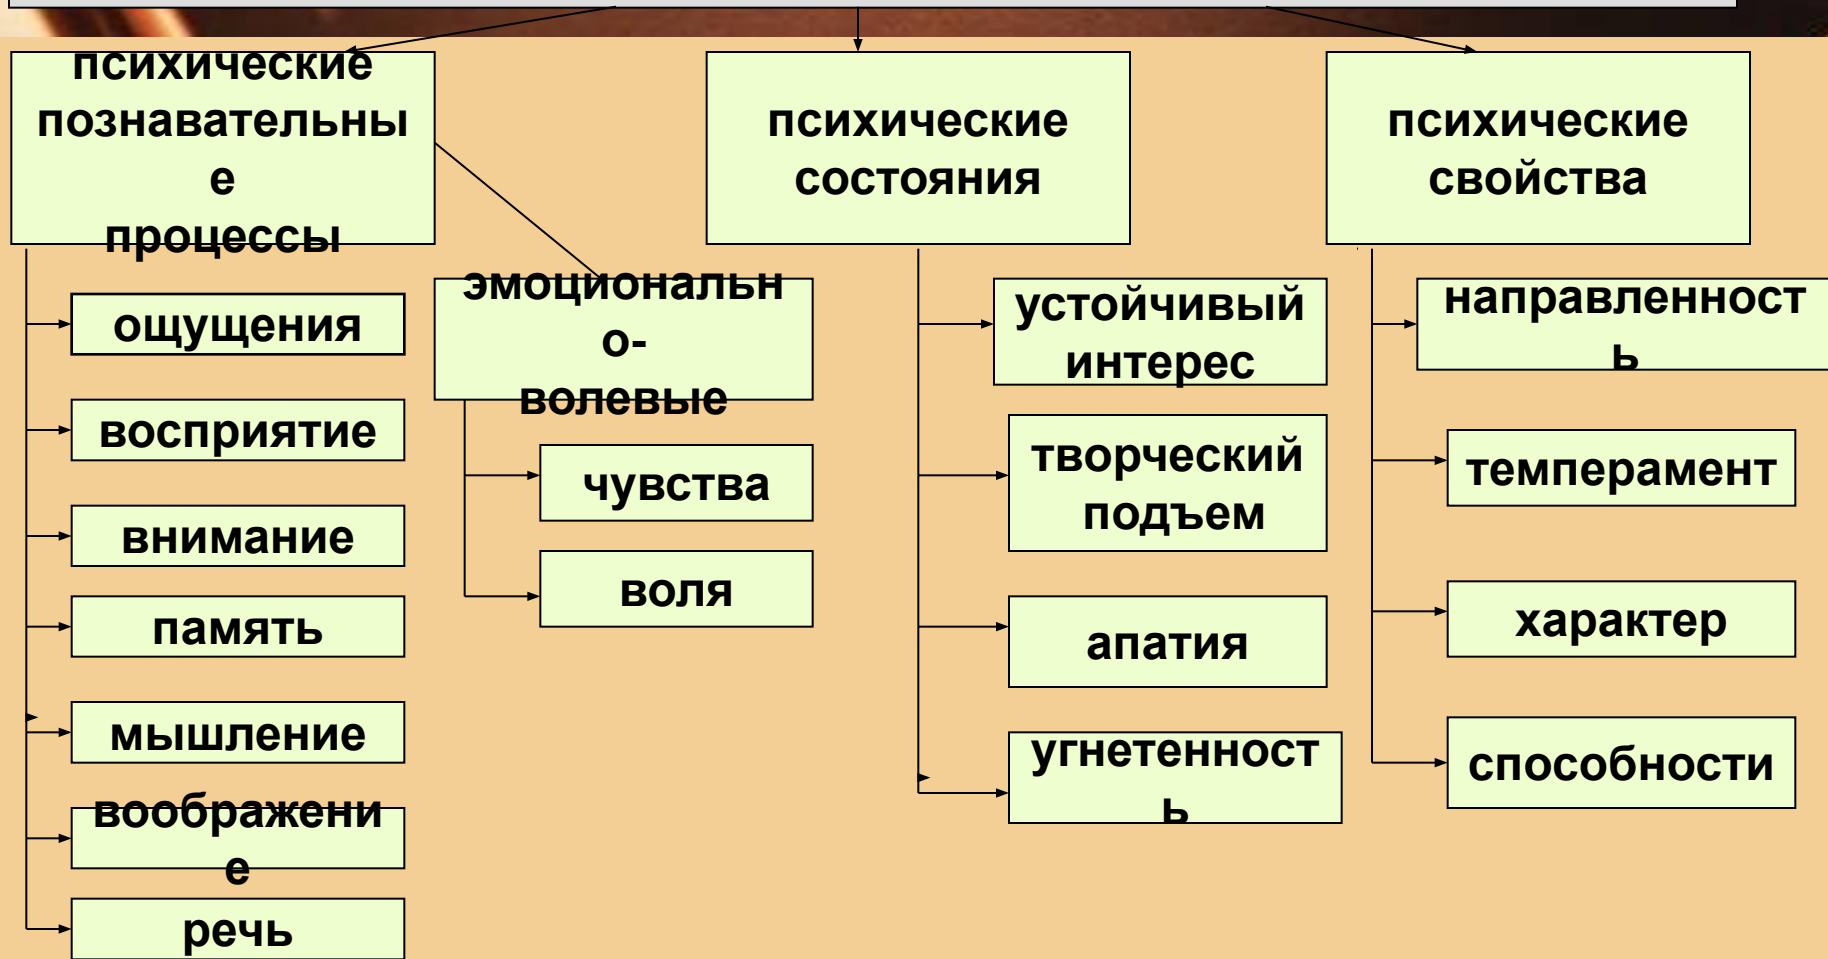 психические
познавательны
е
процессы
ощущения
восприятие
внимание
память
мышление
воображени
е
речь
эмоциональн
о-
волевые
чувства
воля
психические
состояния
устойчивый
интерес
творческий
подъем
апатия
угнетенност
ь
психические
свойства
направленност
ь
темперамент
характер
способности